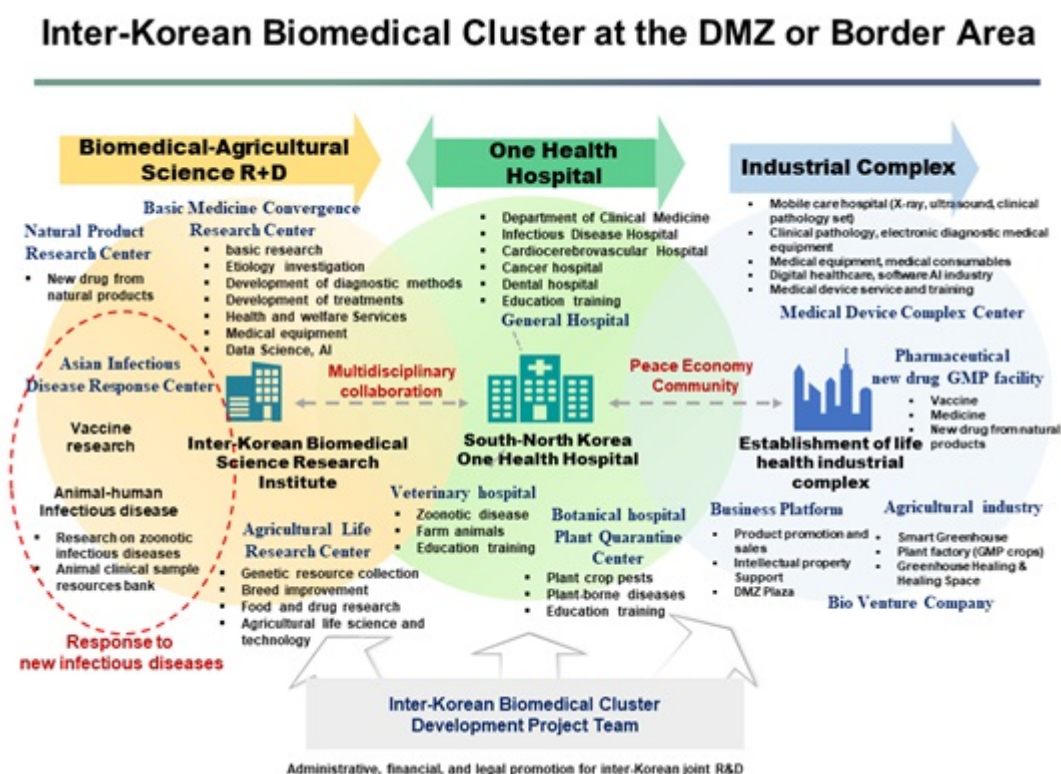 Inter-Korean Biomedical Cluster at the DMZ or Border Area
Biomedical-Agricultural
Science R+D
One Health
Hospital
Industrial Complex
Natural Product
Research Center
▪ New drug from
natural products
Basic Medicine Convergence
Research Center
▪ basic research
▪ Etiology investigation
▪ Development of diagnostic methods
▪ Development of treatments
▪ Health and welfare Services
▪ Medical equipment
▪ Data Science, AI
Asian Infectious
Disease Response Center
Vaccine
research
Animal-human
Infectious disease
▪ Research on zoonotic
infectious diseases
▪ Animal clinical sample
resources bank
Response to
new infectious diseases
Inter-Korean Biomedical
Science Research
Institute
Agricultural Life
Research Center
▪ Genetic resource collection
▪ Breed improvement
▪ Food and drug research
▪ Agricultural life science and
technology
Multidisciplinary
collaboration
▪ Department of Clinical Medicine
▪ Infectious Disease Hospital
▪ Cardiocerebrovascular Hospital
▪ Cancer hospital
▪ Dental hospital
▪ Education training
General Hospital
South-North Korea
One Health Hospital
Veterinary hospital
▪ Zoonotic disease
▪ Farm animals
▪ Education training
Botanical hospital
Plant Quarantine
Center
▪ Plant crop pests
▪ Plant-borne diseases
▪ Education training
Peace Economy
Community
▪ Mobile care hospital (X-ray, ultrasound, clinical
pathology set)
▪ Clinical pathology, electronic diagnostic medical
equipment
▪ Medical equipment, medical consumables
▪ Digital healthcare, software AI industry
▪ Medical device service and training
Medical Device Complex Center
Pharmaceutical
new drug GMP facility
▪ Vaccine
▪ Medicine
▪ New drug from natural
products
Establishment of life
health industrial
complex
Business Platform
▪ Product promotion and
sales
▪ Intellectual property
Support
▪ DMZ Plaza
Agricultural industry
▪ Smart Greenhouse
▪ Plant factory (GMP crops)
▪ Greenhouse Healing &
Healing Space
Bio Venture Company
Inter-Korean Biomedical Cluster
Development Project Team
Administrative, financial, and legal promotion for inter-Korean joint R&D